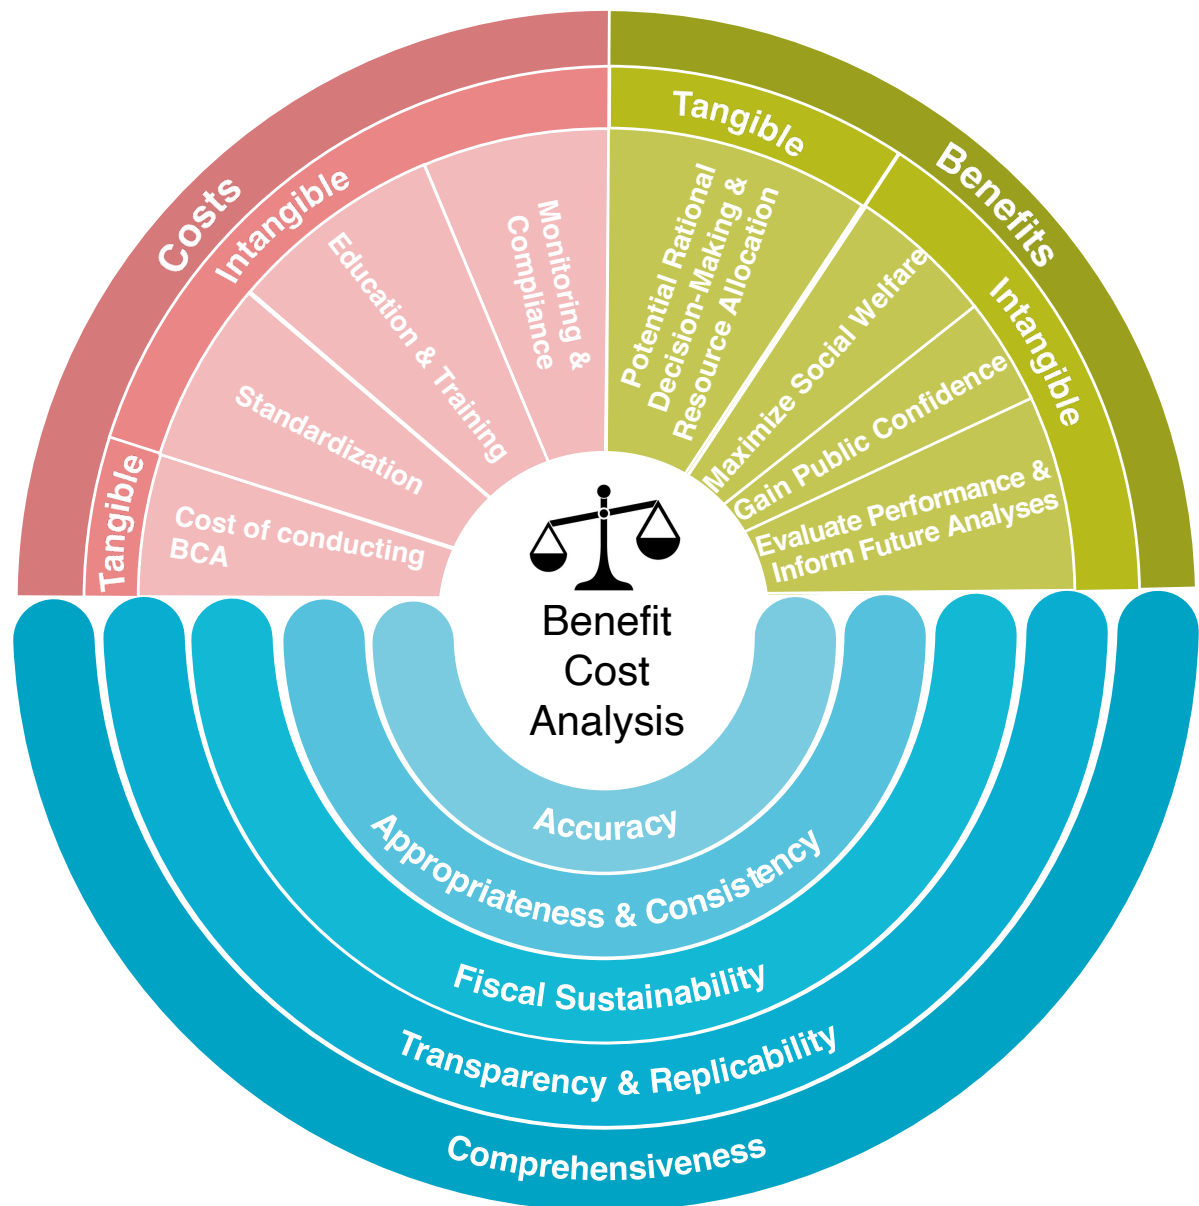 Costs
Intangible
Tangible
Monitoring &
Compliance
Education & Training
Standardization
Cost of conducting
BCA
Benefits
Tangible
Intangible
Potential Rational
Decision-Making &
Resource Allocation
Maximize Social Welfare
Gain Public Confidence
Evaluate Performance &
Inform Future Analyses
Benefit
Cost
Analysis
Accuracy
Appropriateness & Consistency
Fiscal Sustainability
Transparency & Replicability
Comprehensiveness